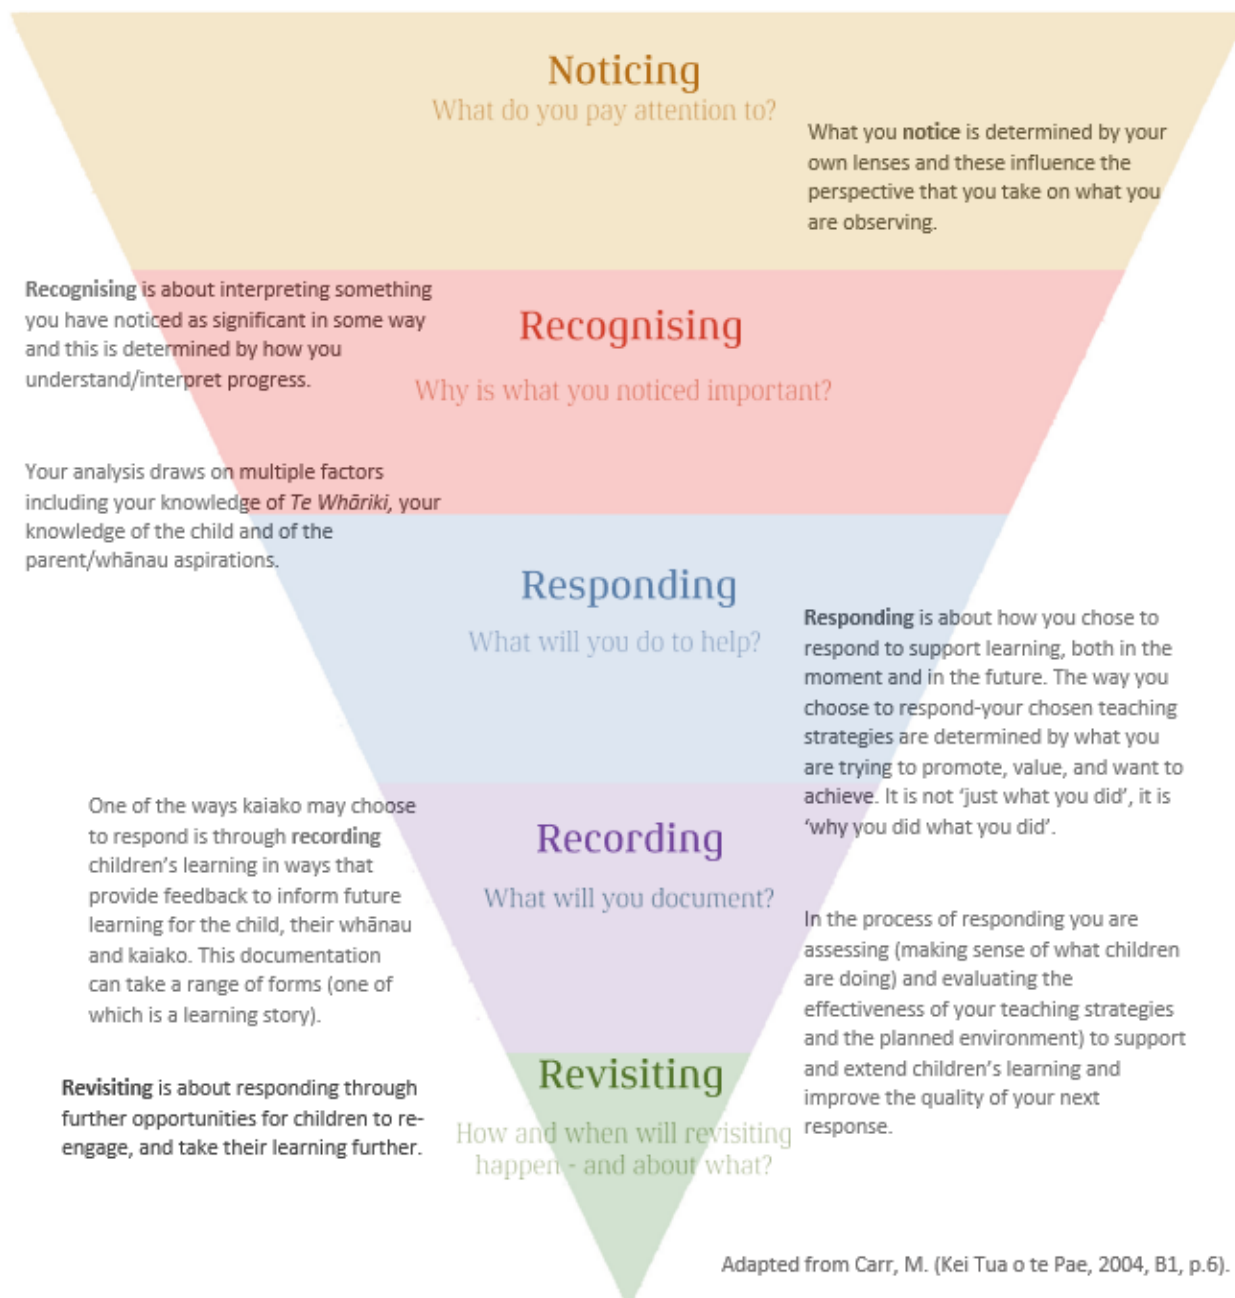 Noticing
What do you pay attention to?
What you notice is determined by your
own lenses and these influence the
perspective that you take on what you
are observing.
Recognising is about interpreting something
you have noticed as significant in some way
and this is determined by how you
understand/interpret progress.
Recognising
Why is what you noticed important?
Your analysis draws on multiple factors
including your knowledge of Te Whāriki, your
knowledge of the child and of the
parent/whānau aspirations.
Responding
What will you do to help?
Responding is about how you chose to
respond to support learning, both in the
moment and in the future. The way you
choose to respond-your chosen teaching
strategies are determined by what you
are trying to promote, value, and want to
achieve. It is not ‘just what you did’, it is
‘why you did what you did’.
One of the ways kaiako may choose
to respond is through recording
children’s learning in ways that
provide feedback to inform future
learning for the child, their whānau
and kaiako. This documentation
can take a range of forms (one of
which is a learning story).
Recording
What will you document?
In the process of responding you are
assessing (making sense of what children
are doing) and evaluating the
effectiveness of your teaching strategies
and the planned environment) to support
and extend children’s learning and
improve the quality of your next
response.
Revisiting is about responding through
further opportunities for children to re-
engage, and take their learning further.
Revisiting
How and when will revisiting
happen - and about what?
Adapted from Carr, M. (Kei Tua o te Pae, 2004, B1, p.6).